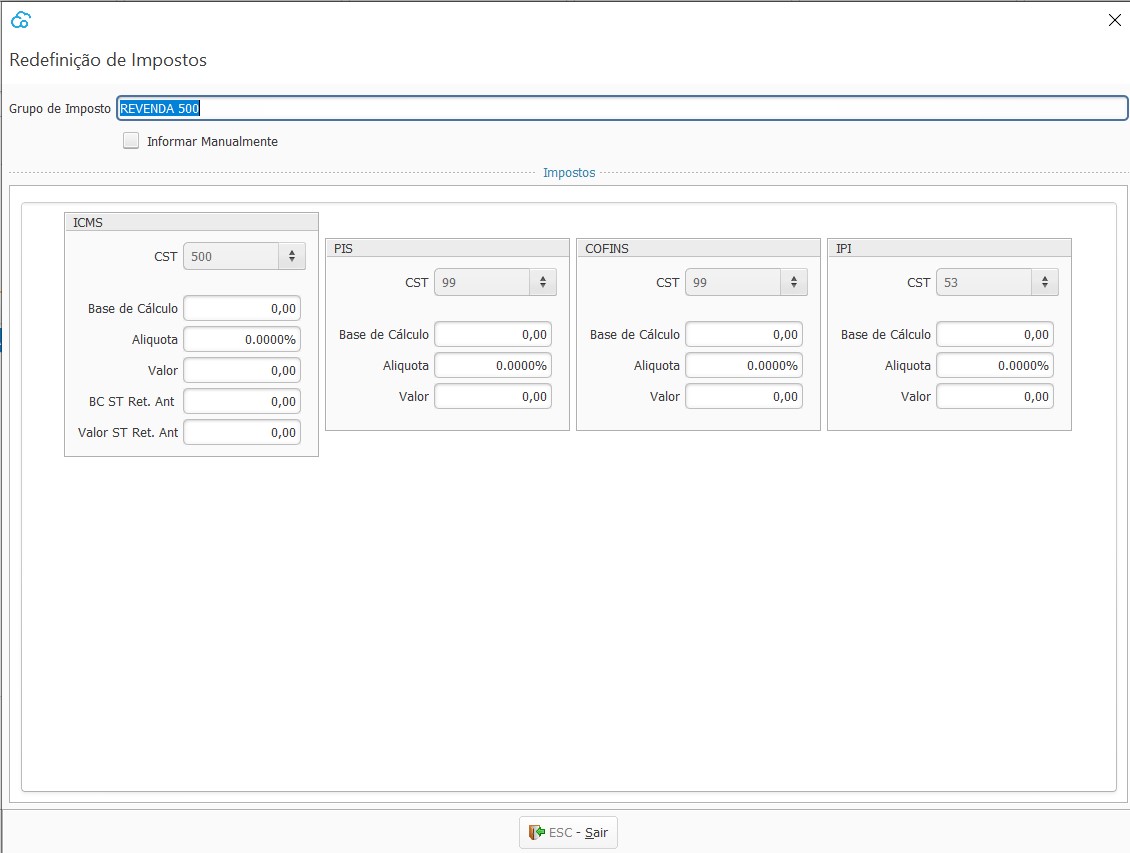 Redefinição de Impostos
Grupo de Imposto REVENDA 500
Informar Manualmente
Impostos
ICMS
CST 500
Base de Cálculo 0,00
Aliquota 0.0000%
Valor 0,00
BC ST Ret. Ant 0,00
Valor ST Ret. Ant 0,00
PIS
CST 99
Base de Cálculo 0,00
Aliquota 0.0000%
Valor 0,00
COFINS
CST 99
Base de Cálculo 0,00
Aliquota 0.0000%
Valor 0,00
IPI
CST 53
Base de Cálculo 0,00
Aliquota 0.0000%
Valor 0,00
ESC - Sair